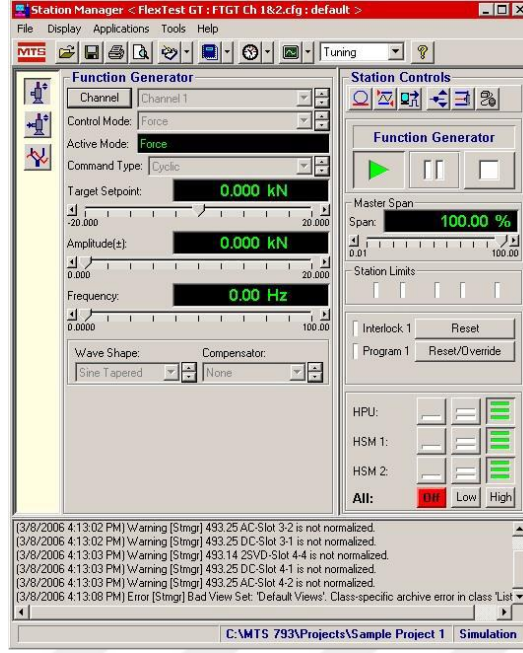 Station Manager < FlexTest GT : FTGT Ch 1&2.cfg : default >
File Display Applications Tools Help
MTS
Tuning
Function Generator
Channel Channel 1
Control Mode: Force
Active Mode: Force
Command Type: Cyclic
Target Setpoint: 0.000 kN
-20.000 20.000
Amplitude(±): 0.000 kN
0.000 20.000
Frequency: 0.00 Hz
0.0000 100.00
Wave Shape: Compensator:
Sine Tapered None
Station Controls
Function Generator
Master Span
Span: 100.00 %
0.01 100.00
Station Limits
Interlock 1 Reset
Program 1 Reset/Override
HPU:
HSM 1:
HSM 2:
All: Off Low High
(3/8/2006 4:13:02 PM) Warning [Stmgr] 493.25 AC-Slot 3-2 is not normalized.
(3/8/2006 4:13:02 PM) Warning [Stmgr] 493.25 DC-Slot 3-1 is not normalized.
(3/8/2006 4:13:03 PM) Warning [Stmgr] 493.14 2SVD-Slot 4-4 is not normalized.
(3/8/2006 4:13:03 PM) Warning [Stmgr] 493.25 DC-Slot 4-1 is not normalized.
(3/8/2006 4:13:03 PM) Warning [Stmgr] 493.25 AC-Slot 4-2 is not normalized.
(3/8/2006 4:13:08 PM) Error [Stmgr] Bad View Set: 'Default Views'. Class-specific archive error in class 'List
C:\MTS 793\Projects\Sample Project 1 Simulation